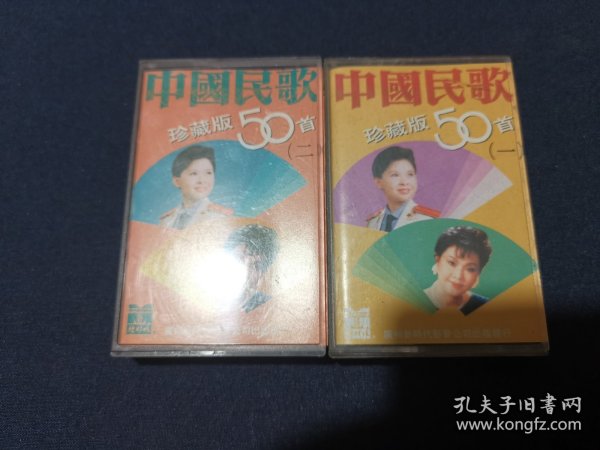 中國民歌
珍藏版50首
(二
中國民歌
珍藏版50首
(一)
孔夫子旧书网
www.kongfz.com